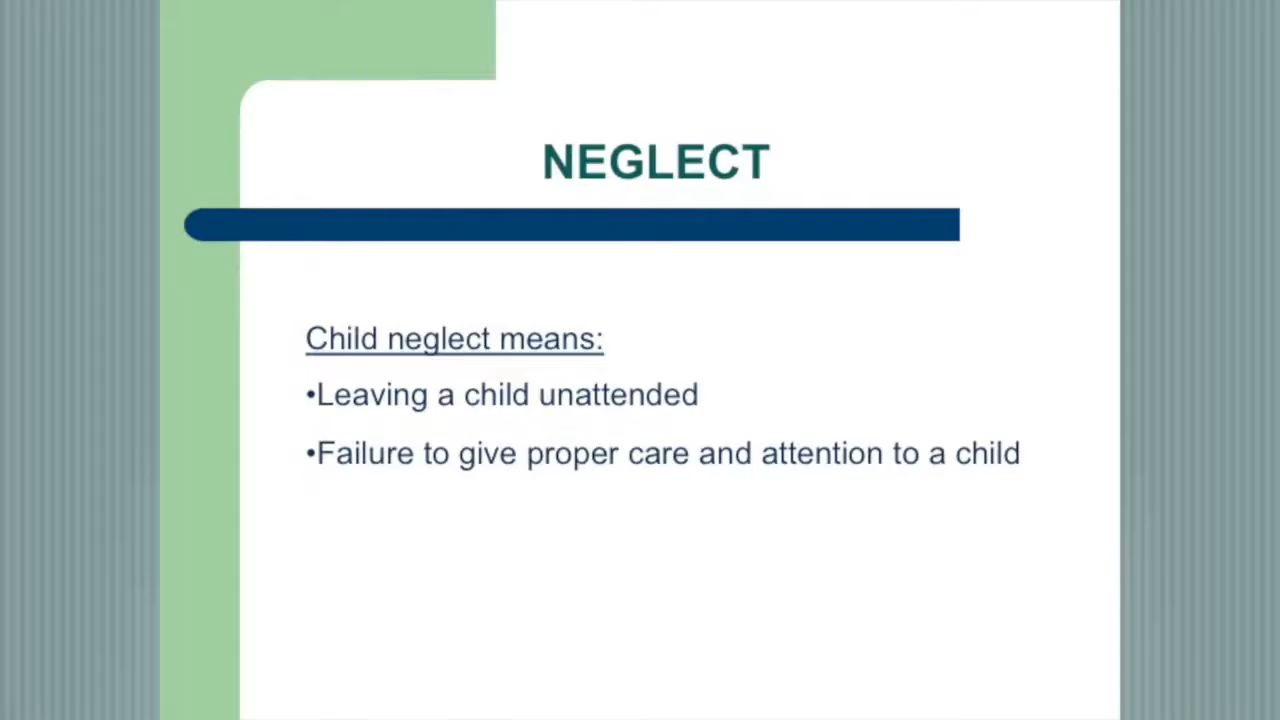 NEGLECT
Child neglect means:
•Leaving a child unattended
•Failure to give proper care and attention to a child